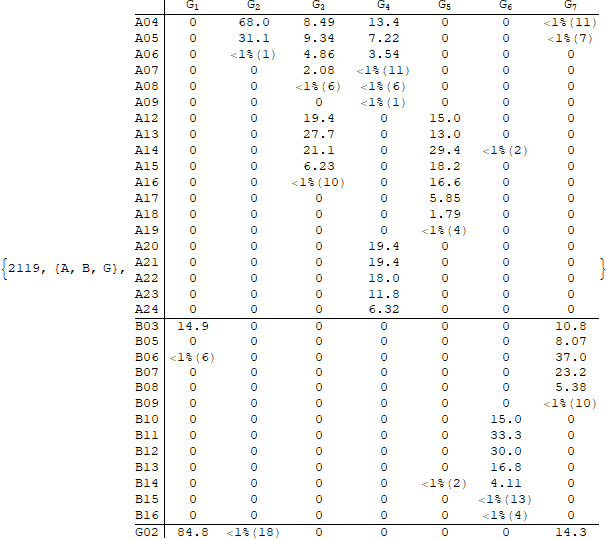 G₁ G₂ G₃ G₄ G₅ G₆ G₇
A04 0 68.0 8.49 13.4 0 0 <1%(11)
A05 0 31.1 9.34 7.22 0 0 <1%(7)
A06 0 <1%(1) 4.86 3.54 0 0 0
A07 0 0 2.08 <1%(11) 0 0 0
A08 0 0 <1%(6) <1%(6) 0 0 0
A09 0 0 0 <1%(1) 0 0 0
A12 0 0 19.4 0 15.0 0 0
A13 0 0 27.7 0 13.0 0 0
A14 0 0 21.1 0 29.4 <1%(2) 0
A15 0 0 6.23 0 18.2 0 0
A16 0 0 <1%(10) 0 16.6 0 0
A17 0 0 0 0 5.85 0 0
A18 0 0 0 0 1.79 0 0
A19 0 0 0 0 <1%(4) 0 0
A20 0 0 0 19.4 0 0 0
{2119, {A, B, G}, A21 0 0 0 19.4 0 0 0 }
A22 0 0 0 18.0 0 0 0
A23 0 0 0 11.8 0 0 0
A24 0 0 0 6.32 0 0 0
B03 14.9 0 0 0 0 0 10.8
B05 0 0 0 0 0 0 8.07
B06 <1%(6) 0 0 0 0 0 37.0
B07 0 0 0 0 0 0 23.2
B08 0 0 0 0 0 0 5.38
B09 0 0 0 0 0 0 <1%(10)
B10 0 0 0 0 0 15.0 0
B11 0 0 0 0 0 33.3 0
B12 0 0 0 0 0 30.0 0
B13 0 0 0 0 0 16.8 0
B14 0 0 0 0 <1%(2) 4.11 0
B15 0 0 0 0 0 <1%(13) 0
B16 0 0 0 0 0 <1%(4) 0
G02 84.8 <1%(18) 0 0 0 0 14.3